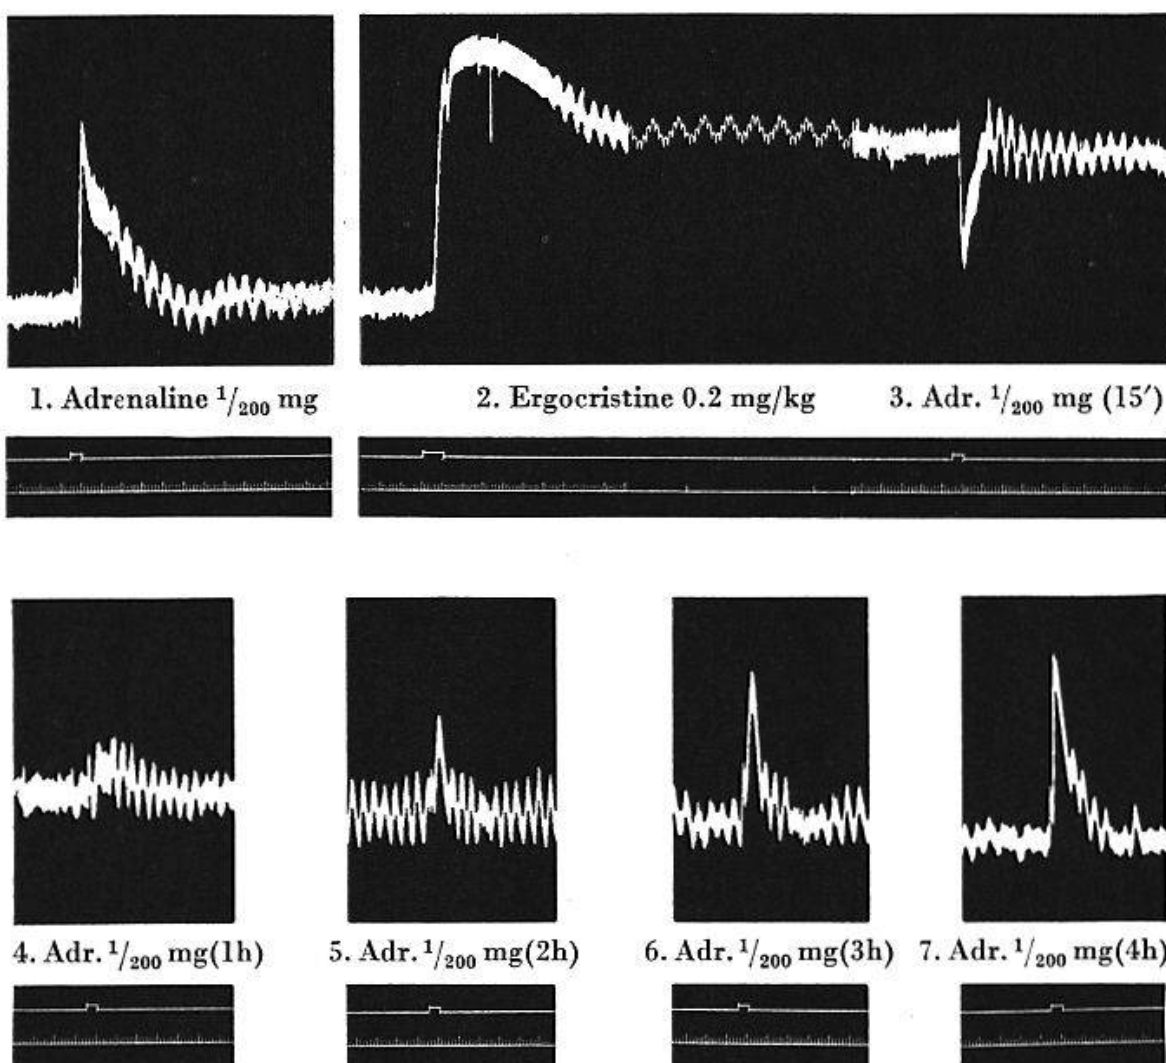 1. Adrenaline 1/200 mg
2. Ergocristine 0.2 mg/kg
3. Adr. 1/200 mg (15′)
4. Adr. 1/200 mg(1h)
5. Adr. 1/200 mg(2h)
6. Adr. 1/200 mg(3h)
7. Adr. 1/200 mg(4h)